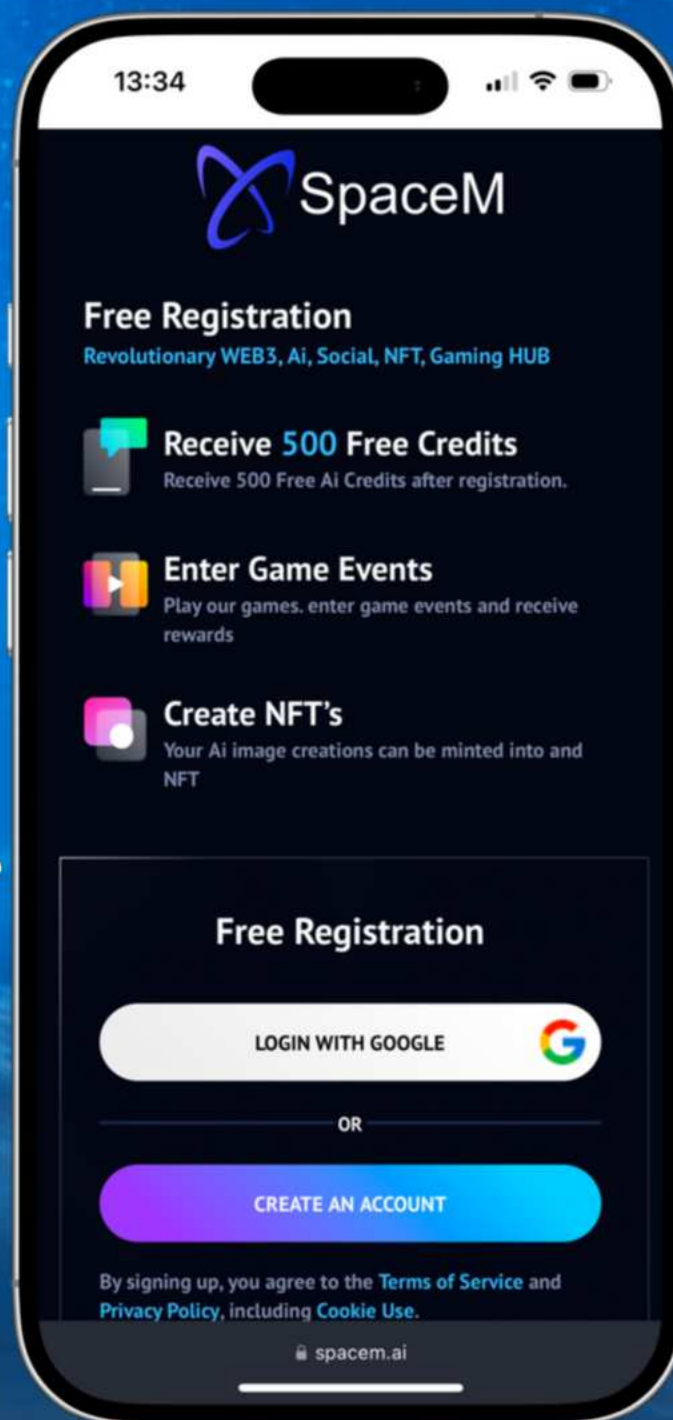 13:34
SpaceM
Free Registration
Revolutionary WEB3, Ai, Social, NFT, Gaming HUB
Receive 500 Free Credits
Receive 500 Free Ai Credits after registration.
Enter Game Events
Play our games. enter game events and receive
rewards
Create NFT's
Your Ai image creations can be minted into and
NFT
Free Registration
LOGIN WITH GOOGLE
G
OR
CREATE AN ACCOUNT
By signing up, you agree to the Terms of Service and
Privacy Policy, including Cookie Use.
spacem.ai